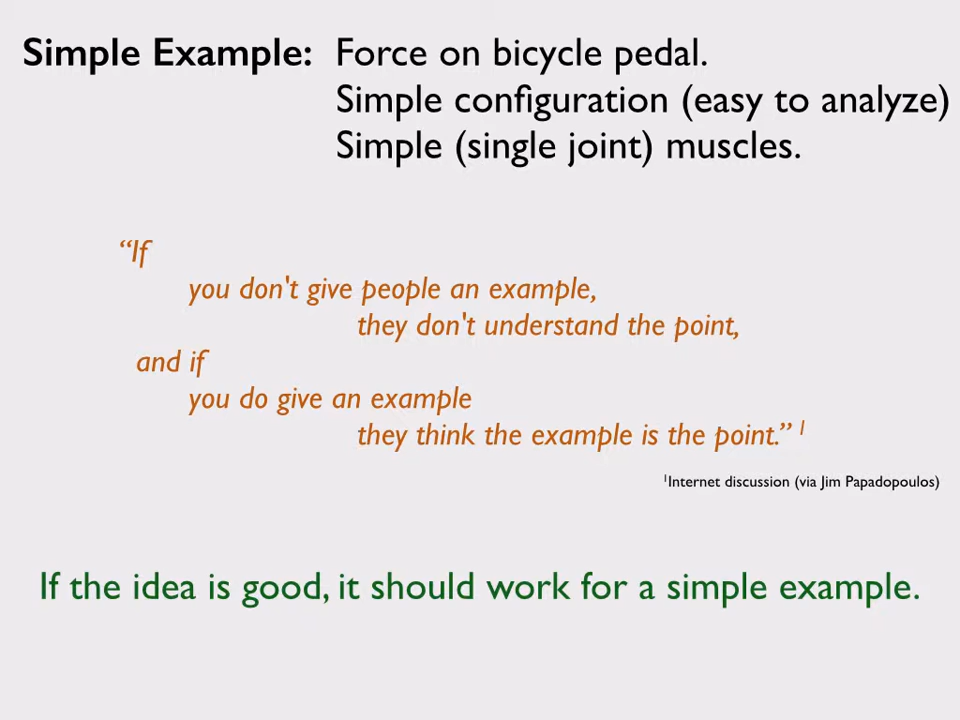 Simple Example: Force on bicycle pedal.
Simple configuration (easy to analyze)
Simple (single joint) muscles.
“If
you don't give people an example,
they don't understand the point,
and if
you do give an example
they think the example is the point.” 1
1Internet discussion (via Jim Papadopoulos)
If the idea is good, it should work for a simple example.